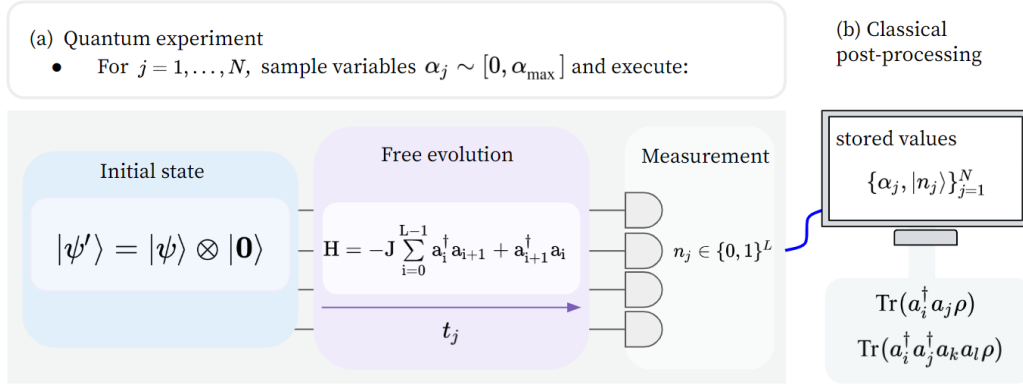 (a) Quantum experiment
• For j = 1, . . . , N, sample variables αⱼ ∼ [0, α_max] and execute:
(b) Classical
post-processing
Initial state
|ψ′⟩ = |ψ⟩ ⊗ |𝟎⟩
Free evolution
H = −J ∑_{i=0}^{L−1} a_i^† a_{i+1} + a_{i+1}^† a_i
t_j
Measurement
n_j ∈ {0, 1}^L
stored values
{α_j, |n_j⟩}_{j=1}^N
Tr(a_i^† a_j ρ)
Tr(a_i^† a_j^† a_k a_l ρ)